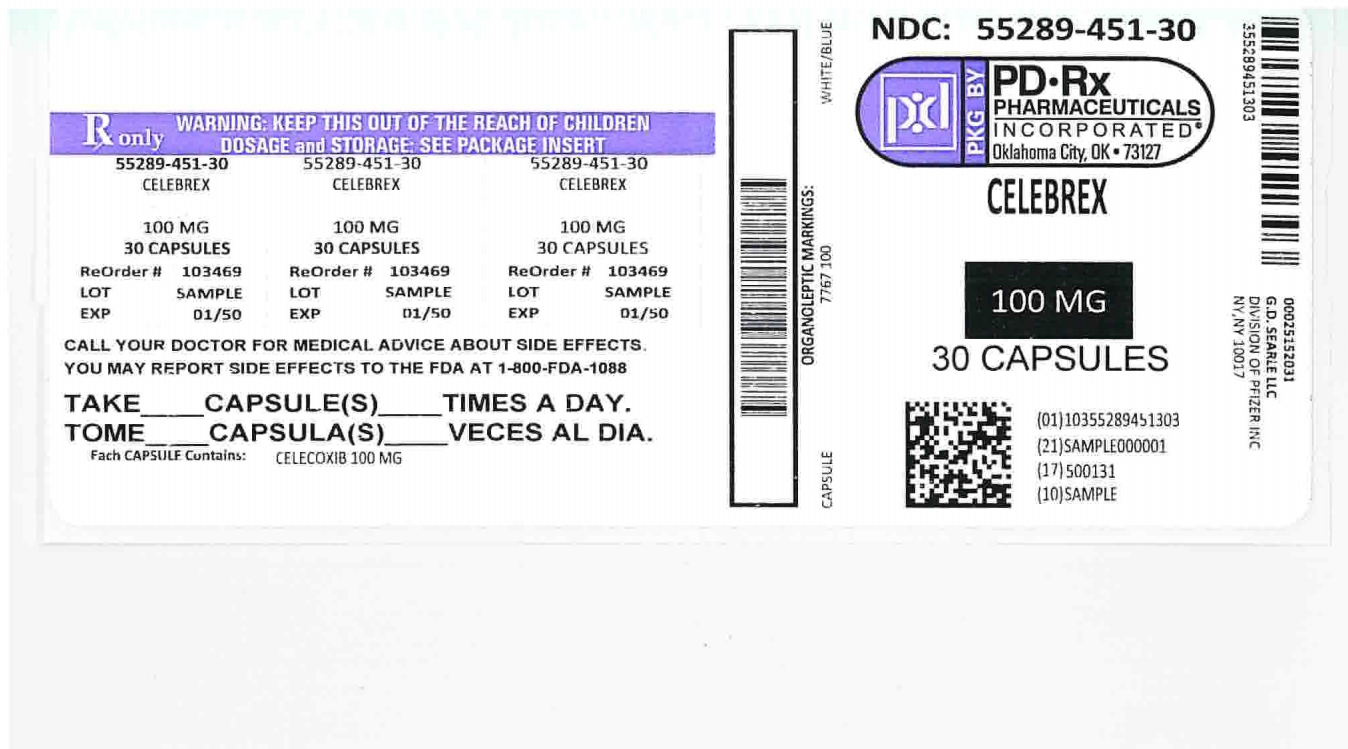 Rx only
WARNING: KEEP THIS OUT OF THE REACH OF CHILDREN
DOSAGE and STORAGE: SEE PACKAGE INSERT
55289-451-30 55289-451-30 55289-451-30
CELEBREX CELEBREX CELEBREX
100 MG 100 MG 100 MG
30 CAPSULES 30 CAPSULES 30 CAPSULES
ReOrder # 103469 ReOrder # 103469 ReOrder # 103469
LOT SAMPLE LOT SAMPLE LOT SAMPLE
EXP 01/50 EXP 01/50 EXP 01/50
CALL YOUR DOCTOR FOR MEDICAL ADVICE ABOUT SIDE EFFECTS.
YOU MAY REPORT SIDE EFFECTS TO THE FDA AT 1-800-FDA-1088
TAKE____CAPSULE(S)____TIMES A DAY.
TOME____CAPSULA(S)____VECES AL DIA.
Each CAPSULE Contains: CELECOXIB 100 MG
ORGANOLEPTIC MARKINGS:
CAPSULE 7767 100 WHITE/BLUE
NDC: 55289-451-30
pd
PKG BY
PD·Rx
PHARMACEUTICALS
INCORPORATED®
Oklahoma City, OK • 73127
CELEBREX
100 MG
30 CAPSULES
(01)10355289451303
(21)SAMPLE000001
(17)500131
(10)SAMPLE
355289451303
00025152031
G.D. SEARLE LLC
DIVISION OF PFIZER INC
NY,NY 10017